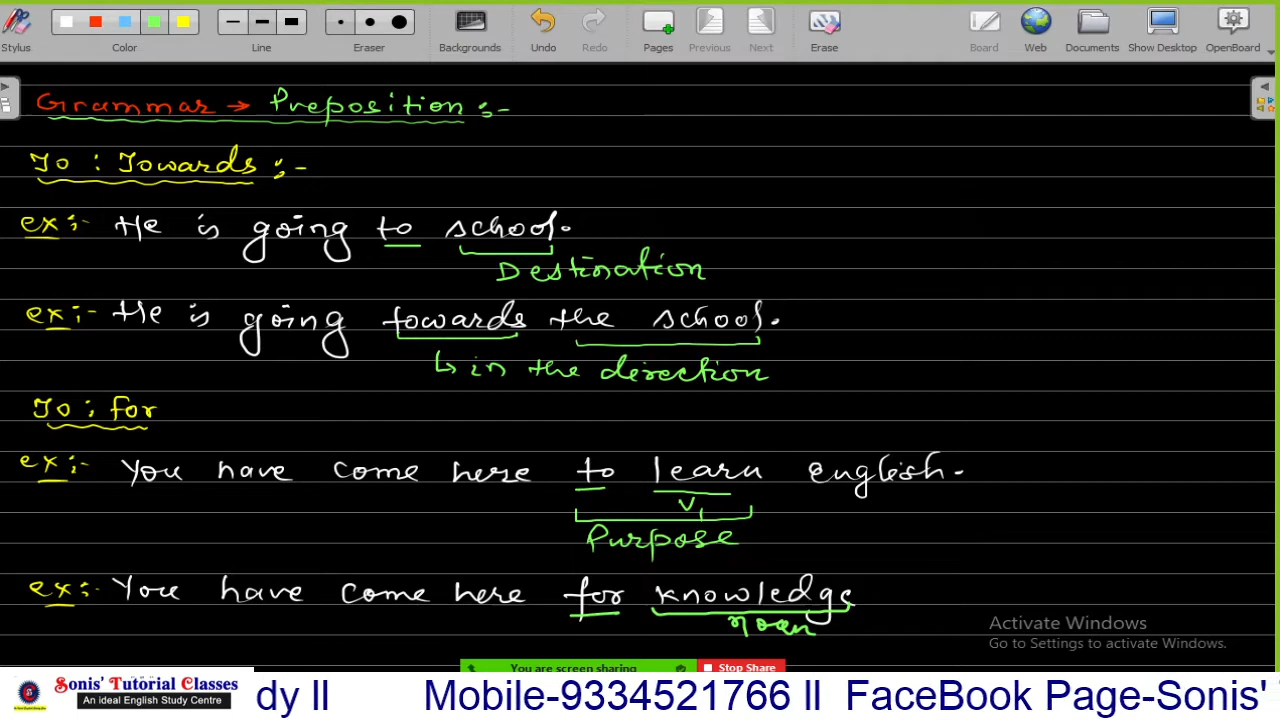 Stylus Color Line Eraser Backgrounds Undo Redo Pages Previous Next Erase Board Web Documents Show Desktop OpenBoard
Grammar → Preposition :-
To : Towards :-
ex :- He is going to school.
Destination
ex :- He is going towards the school.
↳ in the direction
To : for
ex :- You have come here to learn english.
V1
Purpose
ex :- You have come here for knowledge
noun
Activate Windows
Go to Settings to activate Windows.
You are screen sharing Stop Share
Sonis' Tutorial Classes
An ideal English Study Centre
dy ll Mobile-9334521766 ll FaceBook Page-Sonis'